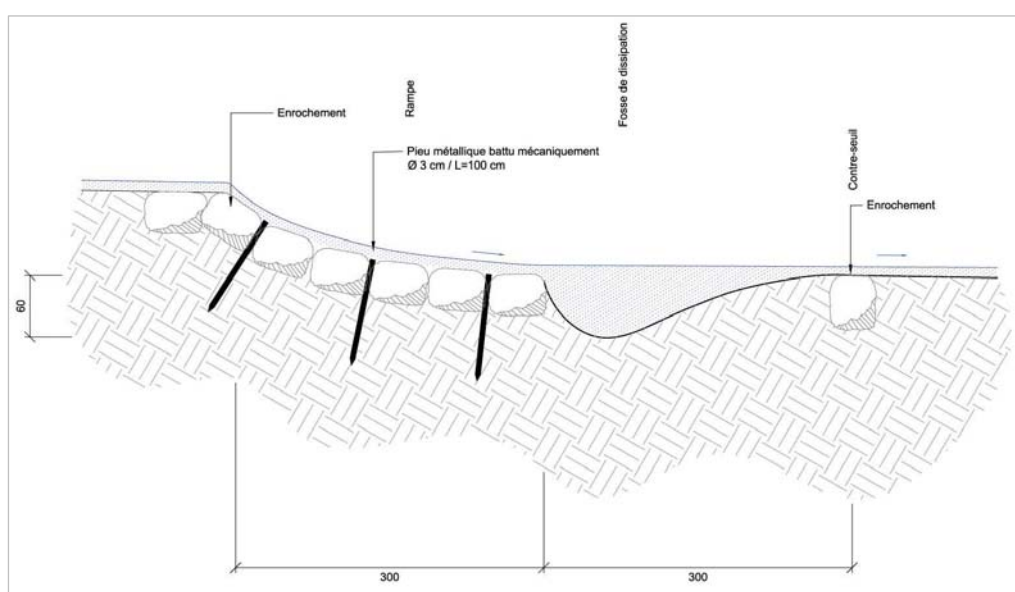 Enrochement
Rampe
Fosse de dissipation
Pieu métallique battu mécaniquement
Ø 3 cm / L=100 cm
Contre-seuil
Enrochement
60
300
300